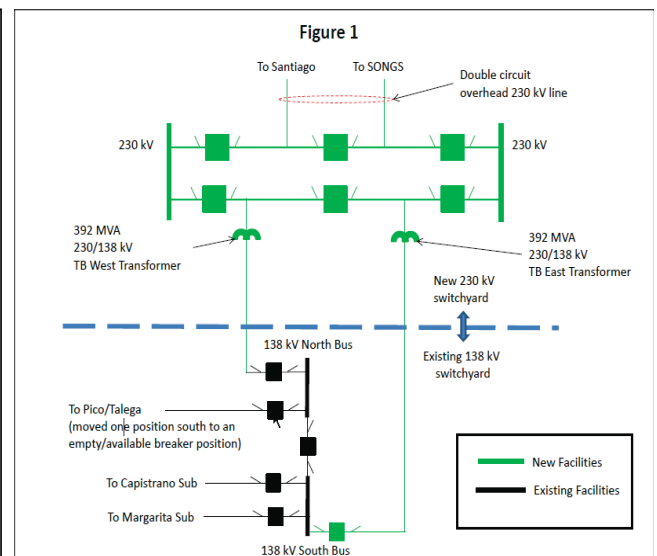 Figure 1
To Santiago
To SONGS
Double circuit
overhead 230 kV line
230 kV
230 kV
392 MVA
230/138 kV
TB West Transformer
392 MVA
230/138 kV
TB East Transformer
New 230 kV
switchyard
Existing 138 kV
switchyard
138 kV North Bus
To Pico/Talega
(moved one position south to an
empty/available breaker position)
To Capistrano Sub
To Margarita Sub
138 kV South Bus
New Facilities
Existing Facilities